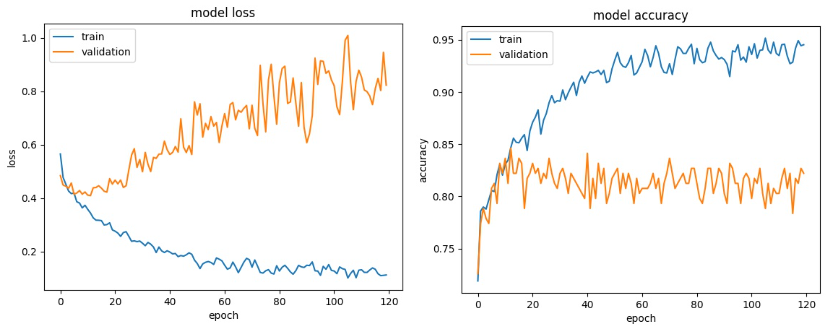 model loss
train
validation
1.0
0.8
0.6
0.4
0.2
loss
0 20 40 60 80 100 120
epoch
model accuracy
train
validation
0.95
0.90
0.85
0.80
0.75
accuracy
0 20 40 60 80 100 120
epoch